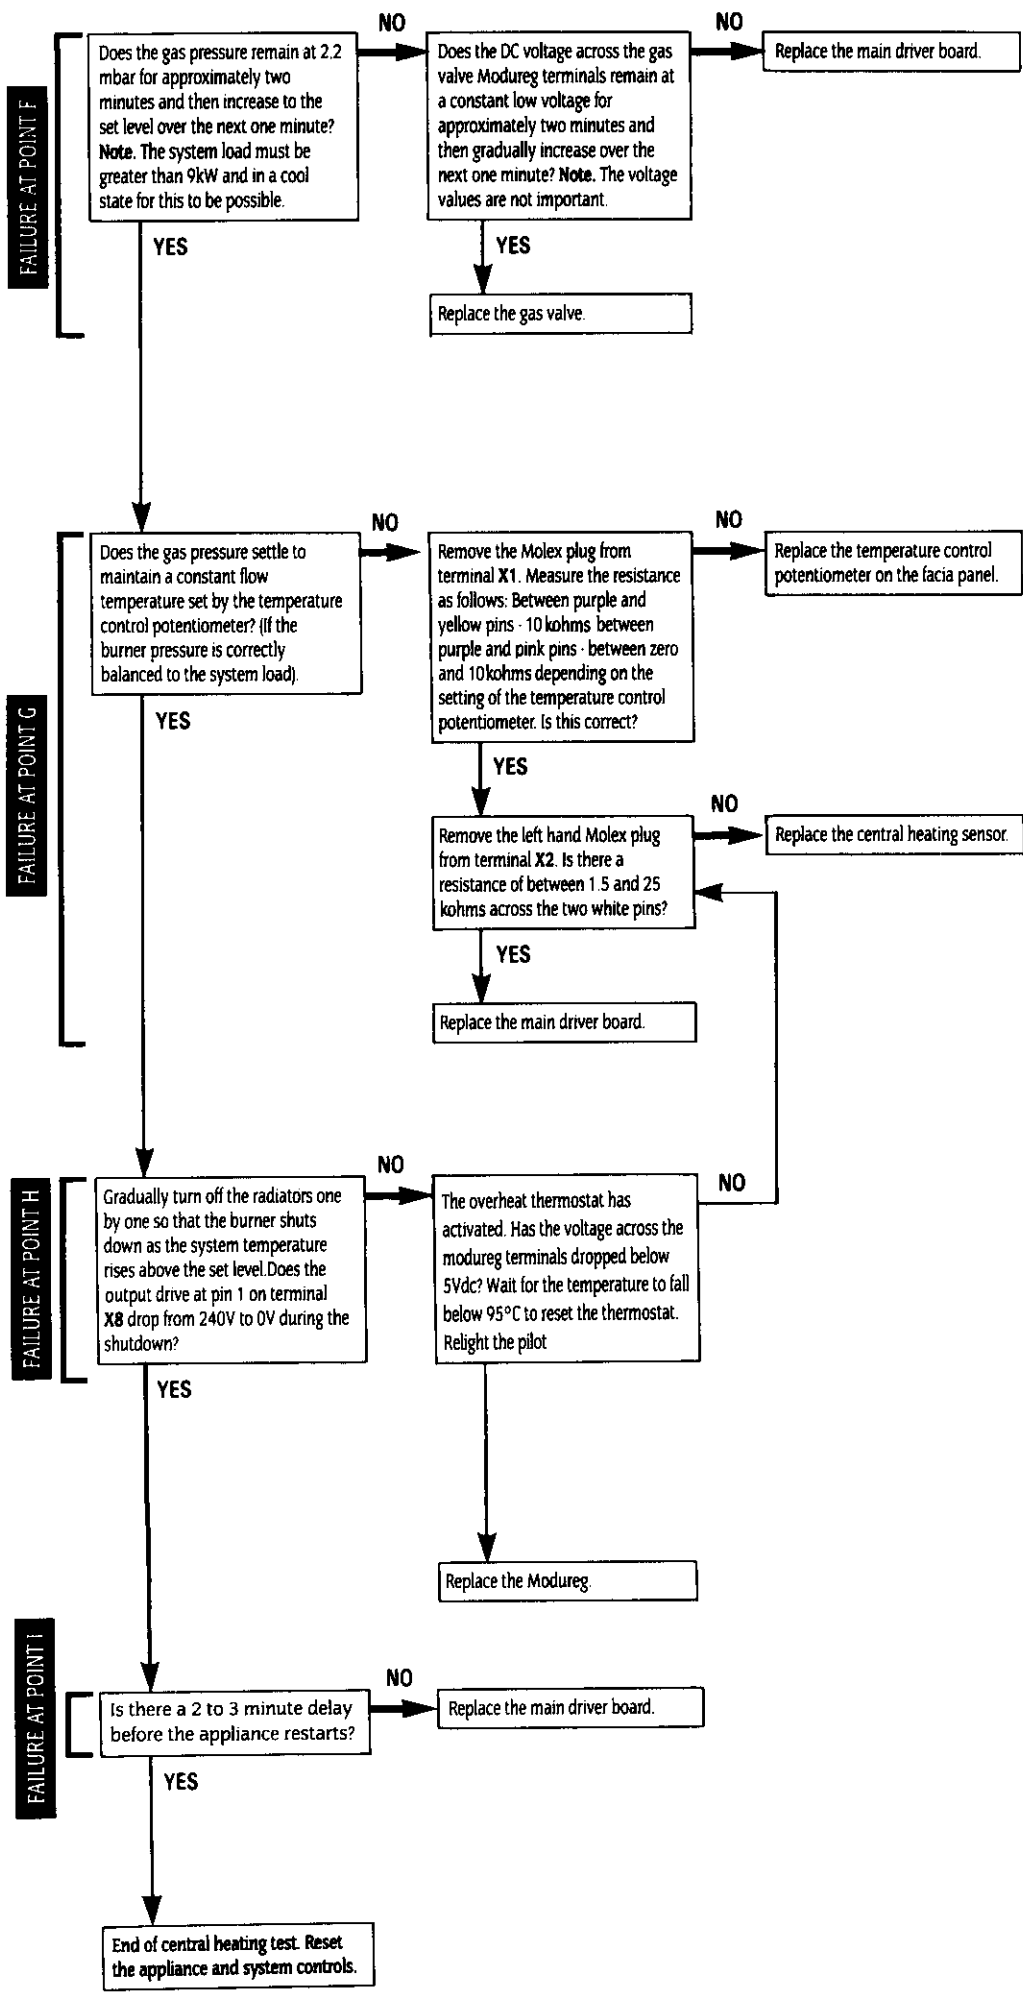 FAILURE AT POINT F
Does the gas pressure remain at 2.2
mbar for approximately two
minutes and then increase to the
set level over the next one minute?
Note. The system load must be
greater than 9kW and in a cool
state for this to be possible.
NO
Does the DC voltage across the gas
valve Modureg terminals remain at
a constant low voltage for
approximately two minutes and
then gradually increase over the
next one minute? Note. The voltage
values are not important.
NO
Replace the main driver board.
YES
YES
Replace the gas valve.
FAILURE AT POINT G
Does the gas pressure settle to
maintain a constant flow
temperature set by the temperature
control potentiometer? (If the
burner pressure is correctly
balanced to the system load).
NO
Remove the Molex plug from
terminal X1. Measure the resistance
as follows: Between purple and
yellow pins - 10 kohms between
purple and pink pins - between zero
and 10kohms depending on the
setting of the temperature control
potentiometer. Is this correct?
NO
Replace the temperature control
potentiometer on the facia panel.
YES
YES
Remove the left hand Molex plug
from terminal X2. Is there a
resistance of between 1.5 and 25
kohms across the two white pins?
NO
Replace the central heating sensor.
YES
Replace the main driver board.
FAILURE AT POINT H
Gradually turn off the radiators one
by one so that the burner shuts
down as the system temperature
rises above the set level.Does the
output drive at pin 1 on terminal
X8 drop from 240V to 0V during the
shutdown?
NO
The overheat thermostat has
activated. Has the voltage across the
modureg terminals dropped below
5Vdc? Wait for the temperature to fall
below 95°C to reset the thermostat.
Relight the pilot
NO
YES
Replace the Modureg.
FAILURE AT POINT I
Is there a 2 to 3 minute delay
before the appliance restarts?
NO
Replace the main driver board.
YES
End of central heating test. Reset
the appliance and system controls.